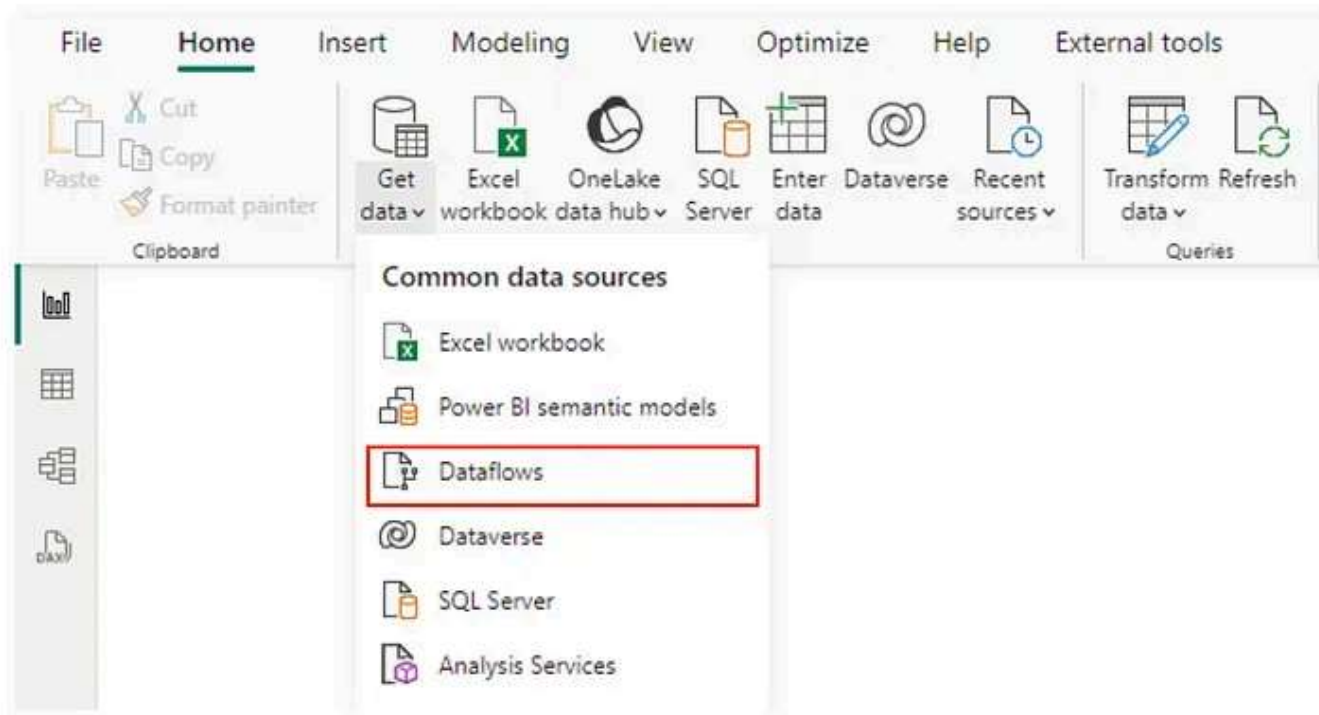 File Home Insert Modeling View Optimize Help External tools
Paste
Cut
Copy
Format painter
Clipboard
Get data
Excel workbook
OneLake data hub
SQL Server
Enter data
Dataverse
Recent sources
Transform data
Refresh
Queries
Common data sources
Excel workbook
Power BI semantic models
Dataflows
Dataverse
SQL Server
Analysis Services
DAX